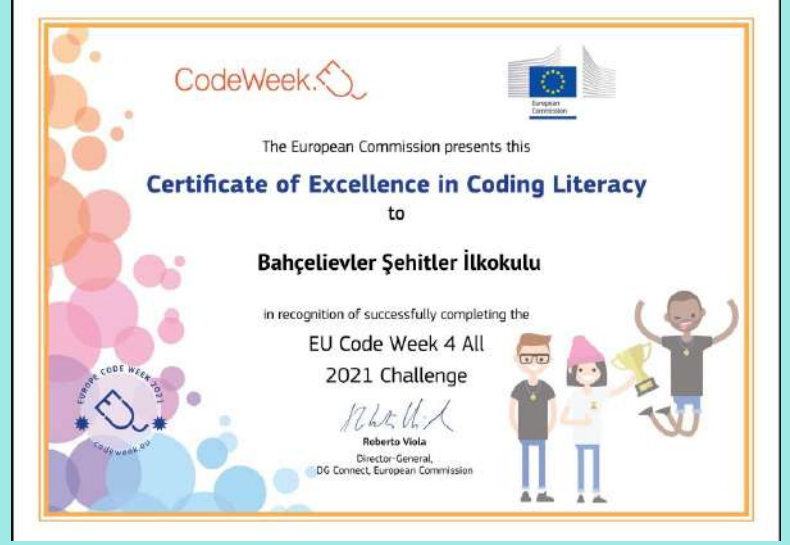 CodeWeek.EU
European
Commission
The European Commission presents this
Certificate of Excellence in Coding Literacy
to
Bahçelievler Şehitler İlkokulu
in recognition of successfully completing the
EU Code Week 4 All
2021 Challenge
Roberto Viola
Director-General,
DG Connect, European Commission
EUROPE CODE WEEK 2021
EU
codeweek.eu